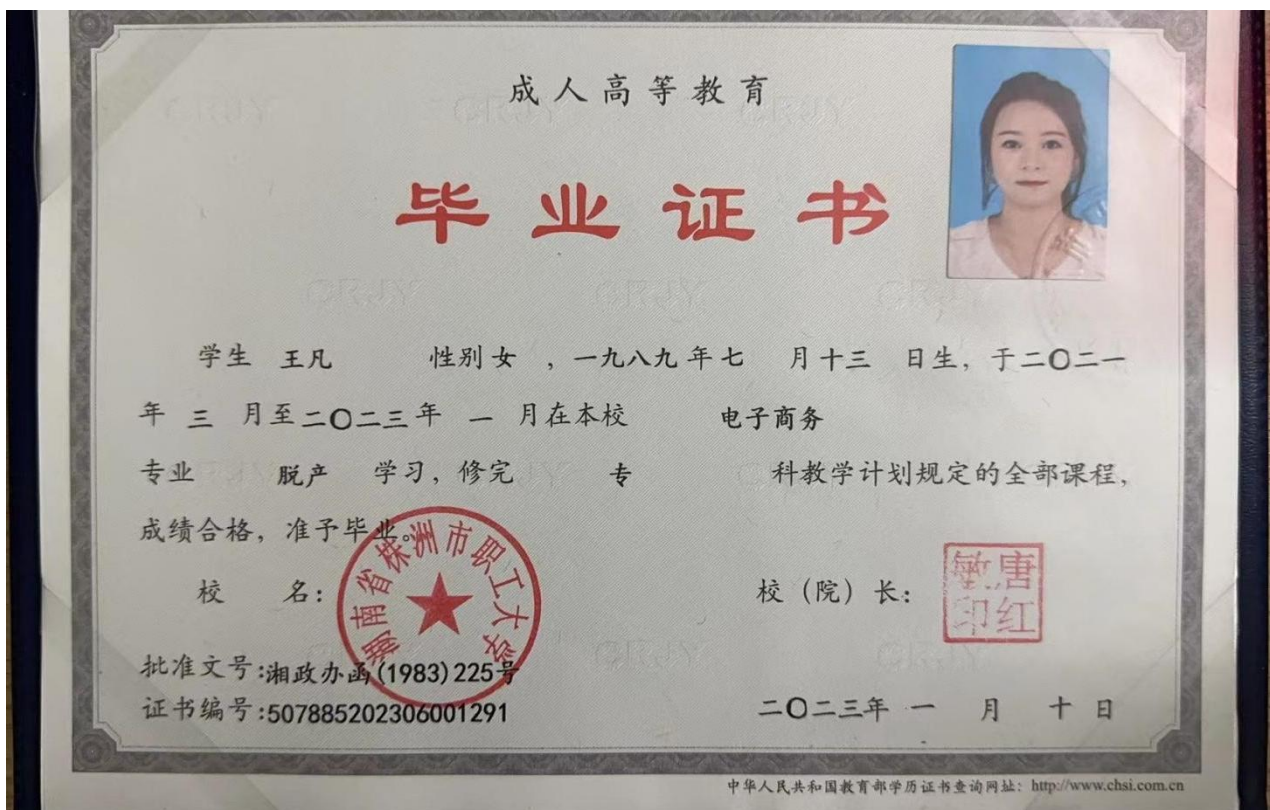 成人高等教育
毕业证书
学生 王凡 性别 女 ，一九八九年七 月十三 日生，于二〇二一
年 三 月至二〇二三年 一 月在本校 电子商务
专业 脱产 学习，修完 专 科教学计划规定的全部课程，
成绩合格，准予毕业。
校 名：
湖南省株洲市职工大学
校（院）长：
唐红敏印
批准文号:湘政办函(1983)225号
证书编号:507885202306001291
二〇二三年 一 月 十 日
中华人民共和国教育部学历证书查询网址：http://www.chsi.com.cn